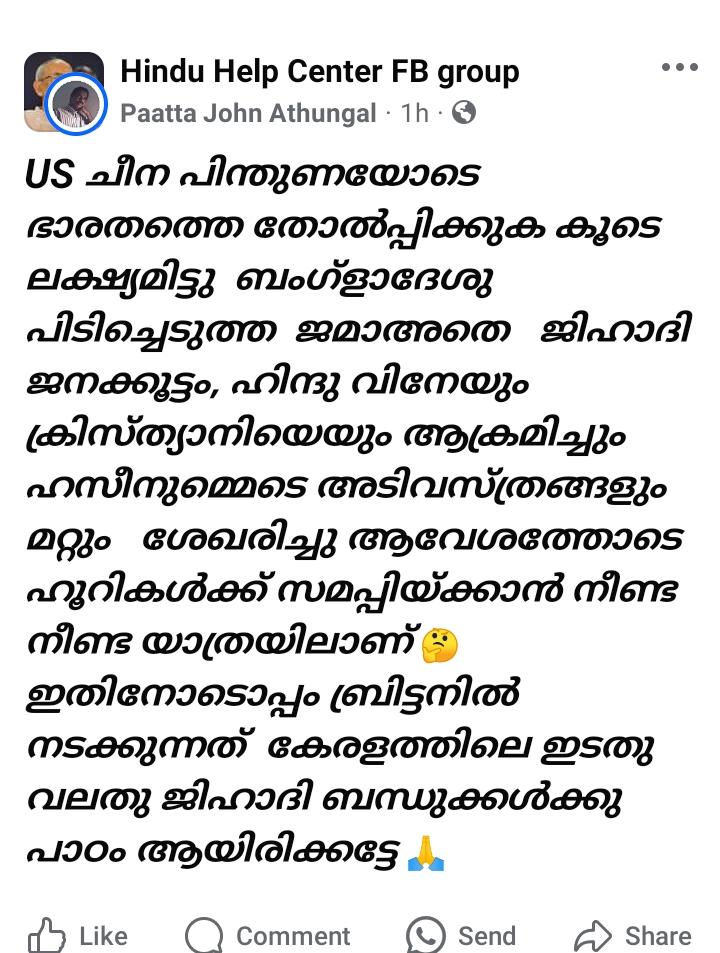 Hindu Help Center FB group
Paatta John Athungal · 1h ·
US ചീന പിന്തുണയോടെ
ഭാരതത്തെ തോൽപ്പിക്കുക കൂടെ
ലക്ഷ്യമിട്ടു ബംഗ്ളാദേശു
പിടിച്ചെടുത്ത ജമാഅതെ ജിഹാദി
ജനക്കൂട്ടം, ഹിന്ദു വിനേയും
ക്രിസ്ത്യാനിയെയും ആക്രമിച്ചും
ഹസീനുമ്മെടെ അടിവസ്ത്രങ്ങളും
മറ്റും ശേഖരിച്ചു ആവേശത്തോടെ
ഹൂറികൾക്ക് സമപ്പിയ്ക്കാൻ നീണ്ട
നീണ്ട യാത്രയിലാണ്🤔
ഇതിനോടൊപ്പം ബ്രിട്ടനിൽ
നടക്കുന്നത് കേരളത്തിലെ ഇടതു
വലതു ജിഹാദി ബന്ധുക്കൾക്കു
പാഠം ആയിരിക്കട്ടേ🙏
Like Comment Send Share